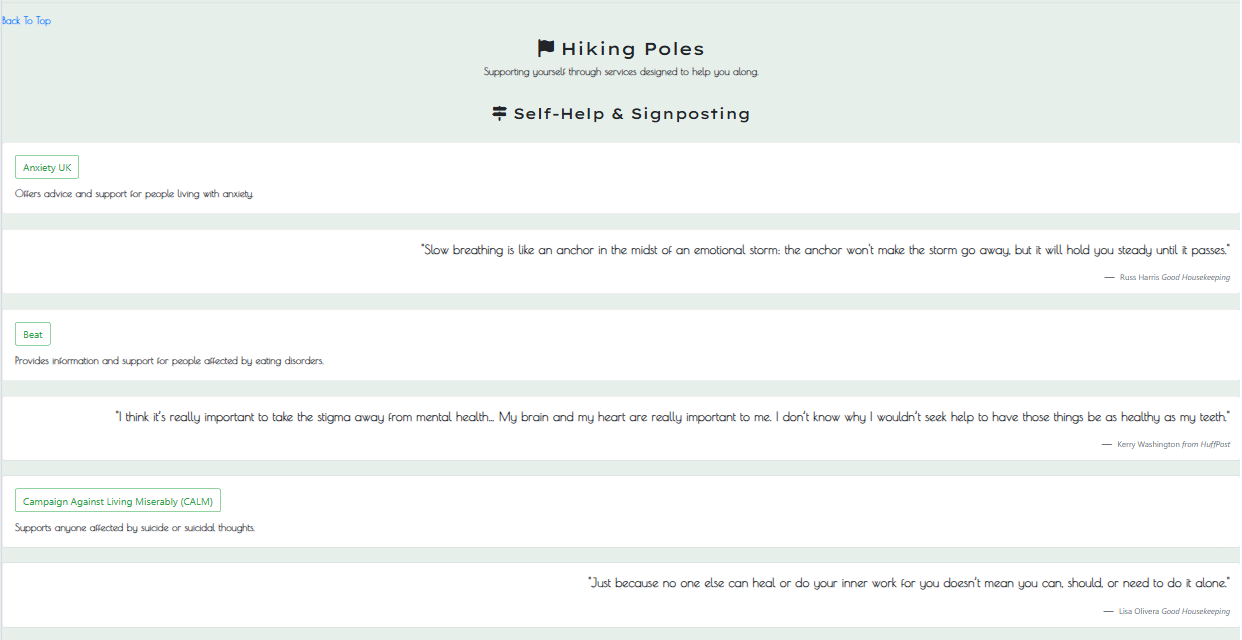 Back To Top
Hiking Poles
Supporting yourself through services designed to help you along.
Self-Help & Signposting
Anxiety UK
Offers advice and support for people living with anxiety.
"Slow breathing is like an anchor in the midst of an emotional storm: the anchor won't make the storm go away, but it will hold you steady until it passes."
— Russ Harris Good Housekeeping
Beat
Provides information and support for people affected by eating disorders.
"I think it's really important to take the stigma away from mental health... My brain and my heart are really important to me. I don't know why I wouldn't seek help to have those things be as healthy as my teeth."
— Kerry Washington from HuffPost
Campaign Against Living Miserably (CALM)
Supports anyone affected by suicide or suicidal thoughts.
"Just because no one else can heal or do your inner work for you doesn't mean you can, should, or need to do it alone."
— Lisa Olivera Good Housekeeping